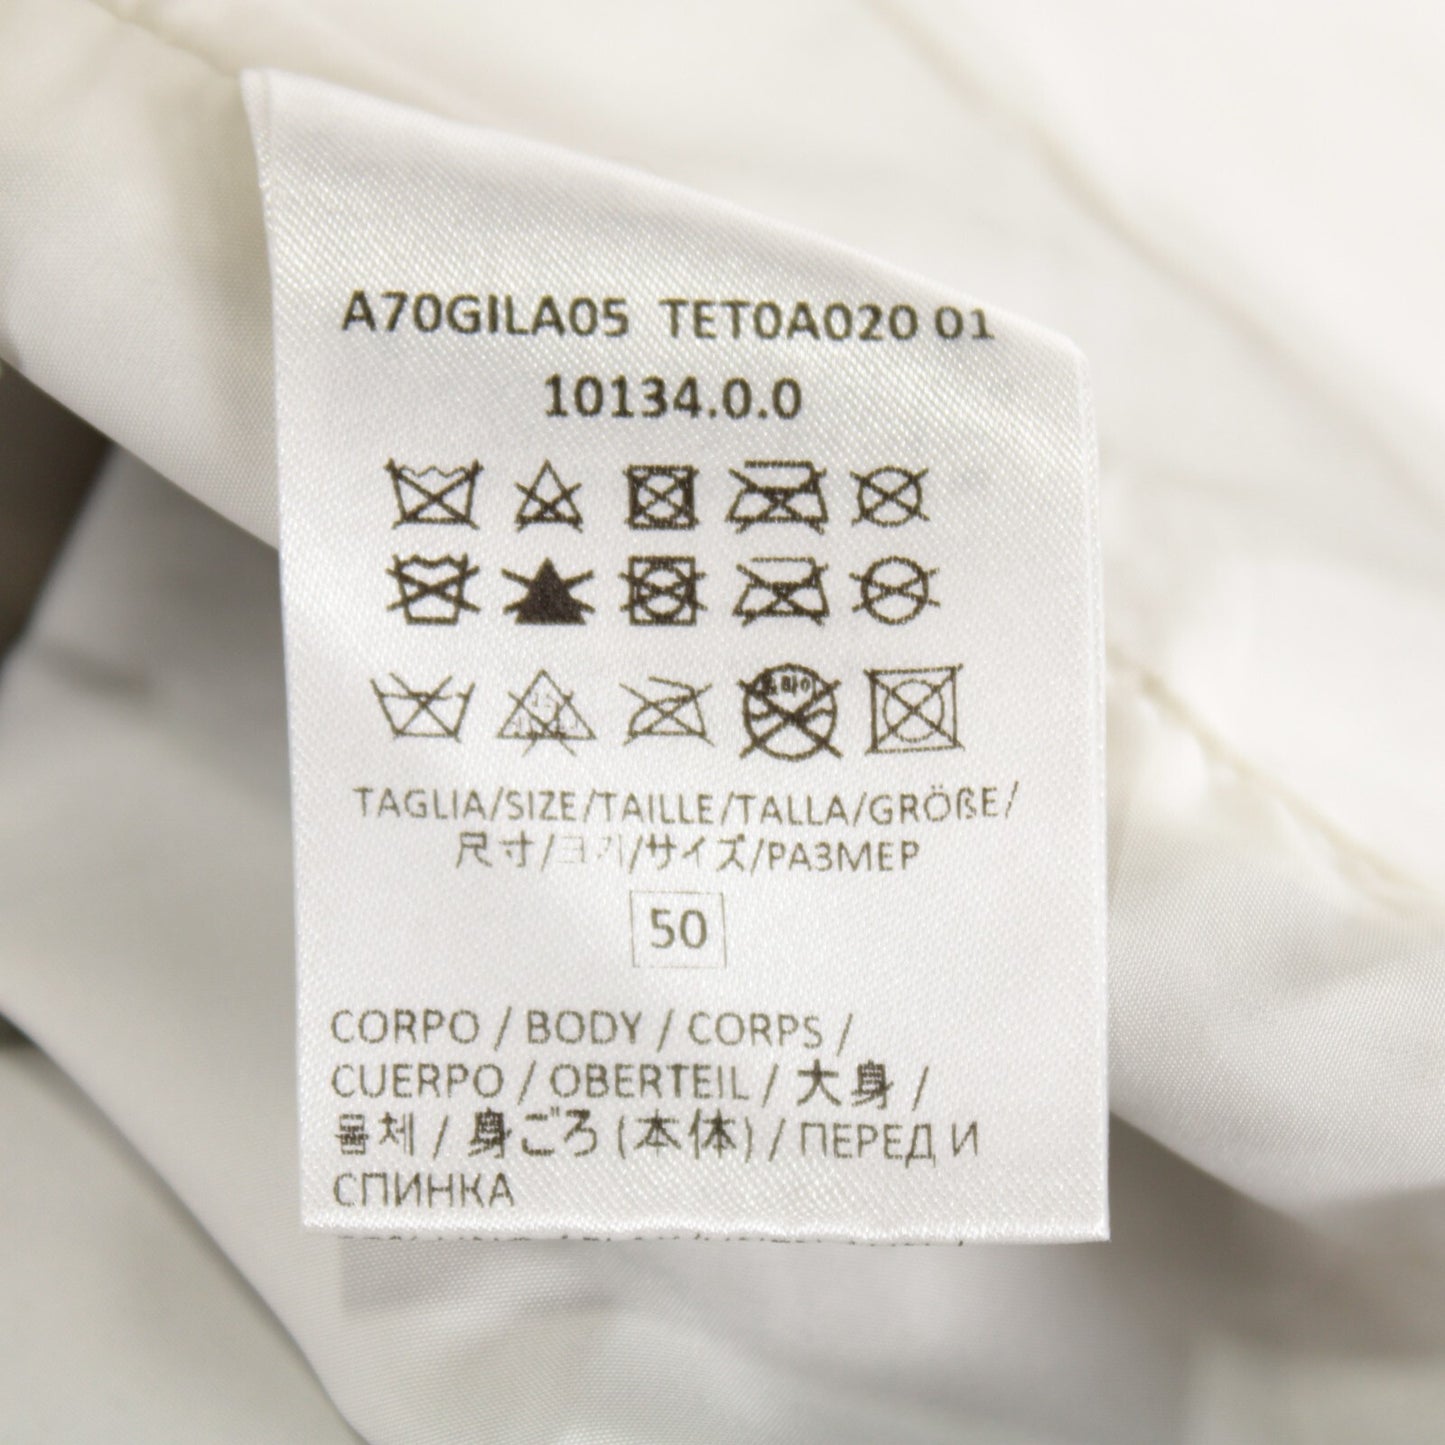 A70GILA05 TET0A020 01
10134.0.0
TAGLIA/SIZE/TAILLE/TALLA/GRÖßE/
尺寸/크기/サイズ/РАЗМЕР
50
CORPO / BODY / CORPS /
CUERPO / OBERTEIL / 大身 /
몸체 / 身ごろ (本体) / ПЕРЕД И
СПИНКА